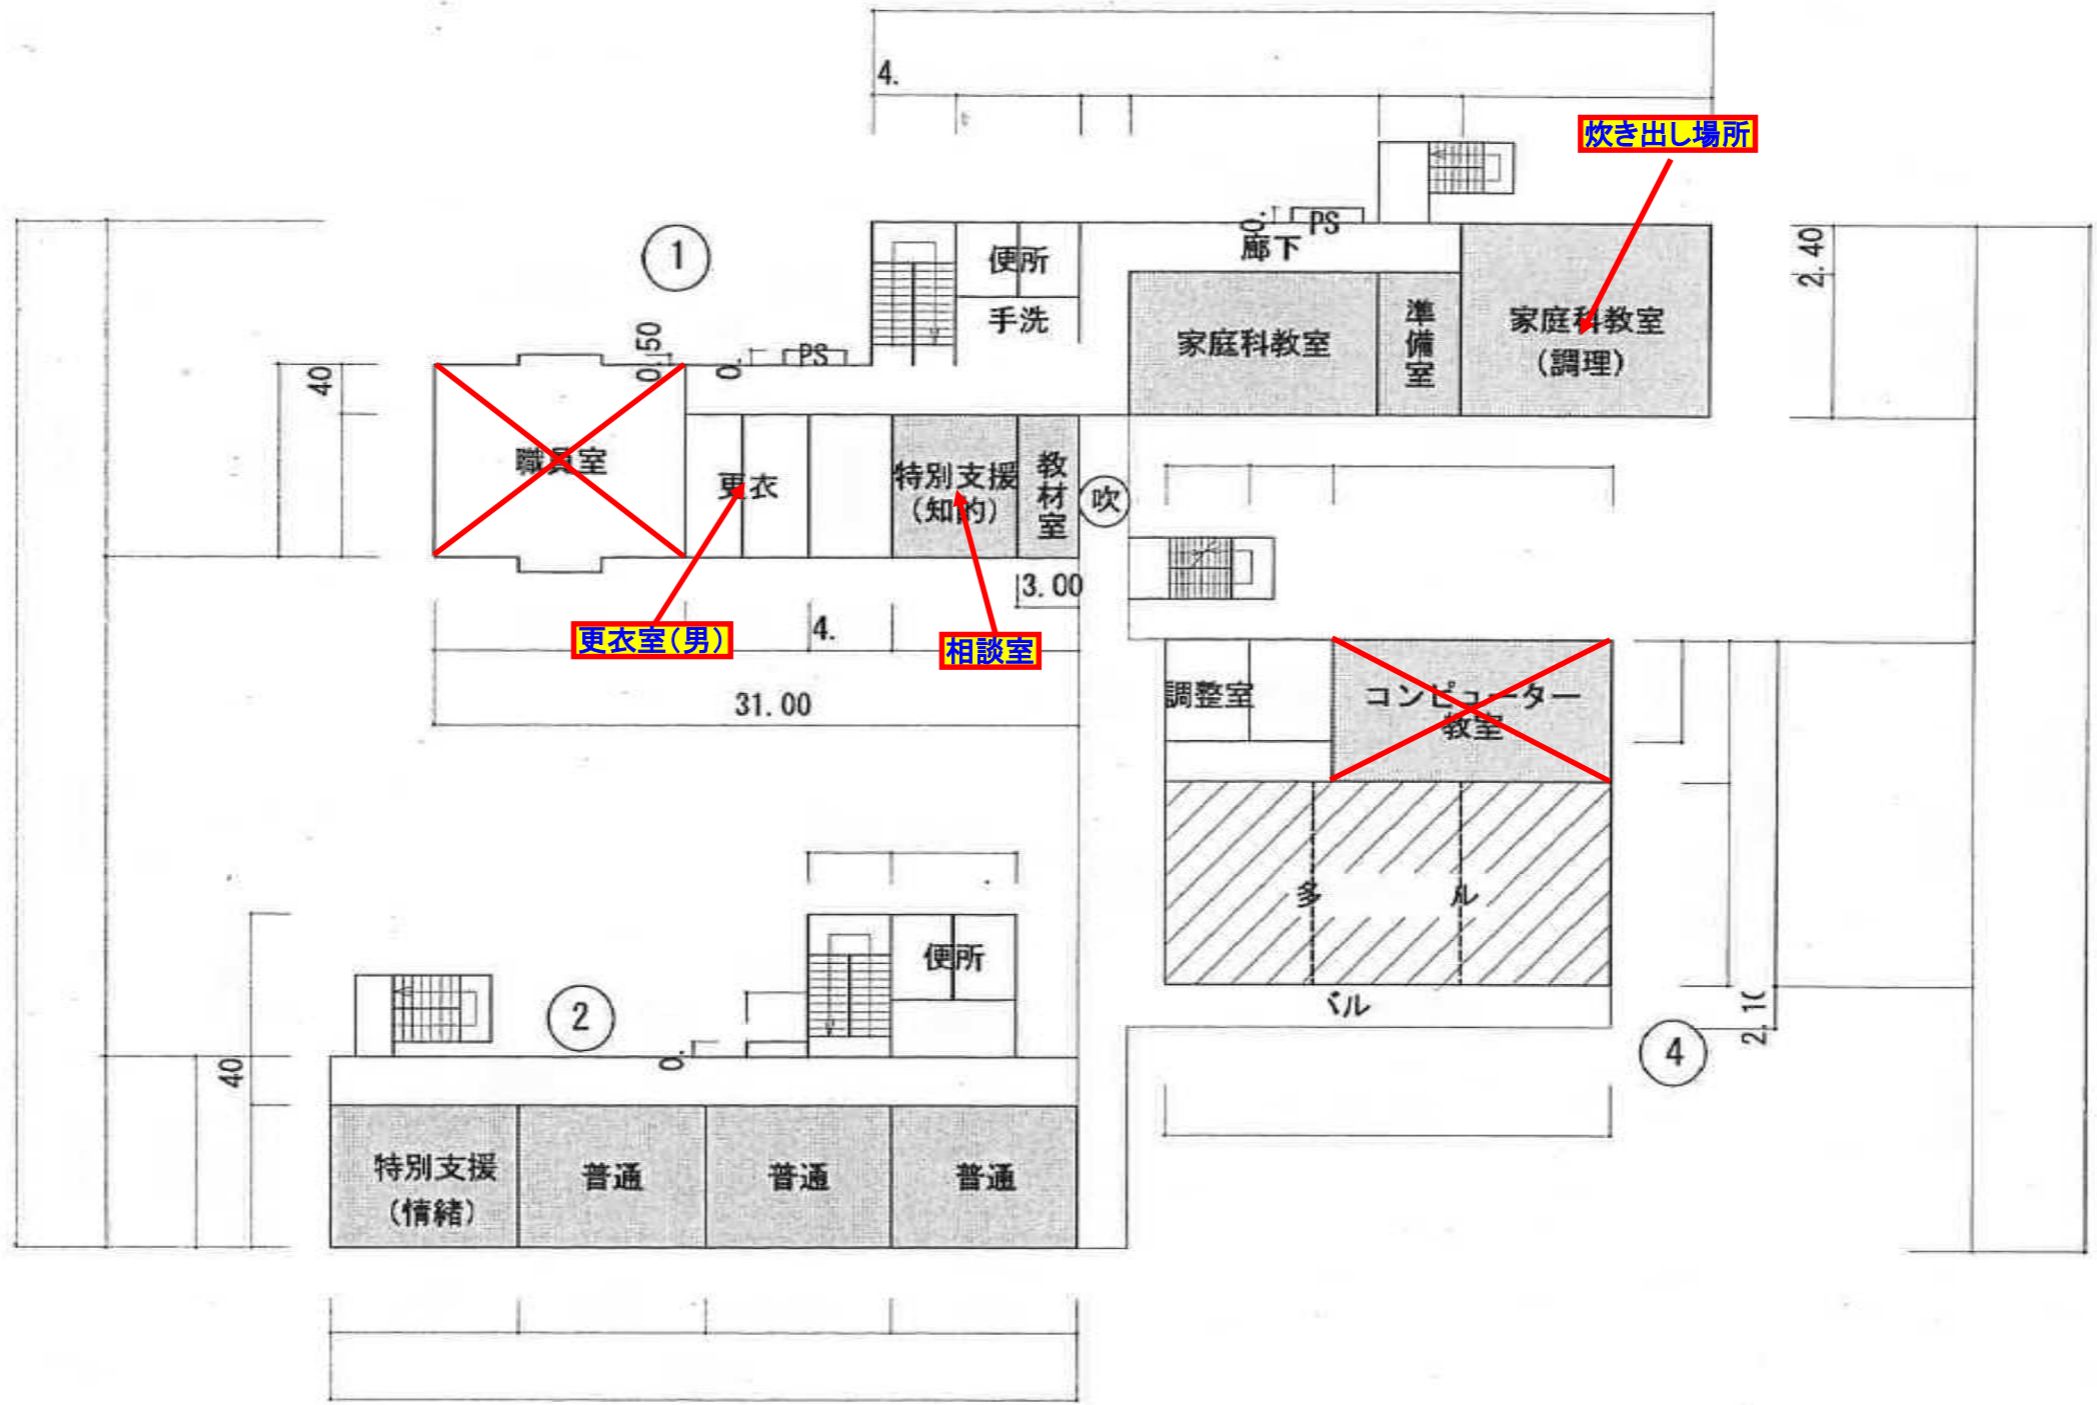 4.
炊き出し場所
1
便所
手洗
PS
0.
廊下
2.40
家庭科教室
準備室
家庭科教室
(調理)
40
0.50
0.
PS
職員室
更衣
特別支援
(知的)
教材室
吹
3.00
更衣室(男)
4.
相談室
31.00
調整室
コンピューター
教室
多
ル
便所
2
0.
40
4
特別支援
(情緒)
普通
普通
普通